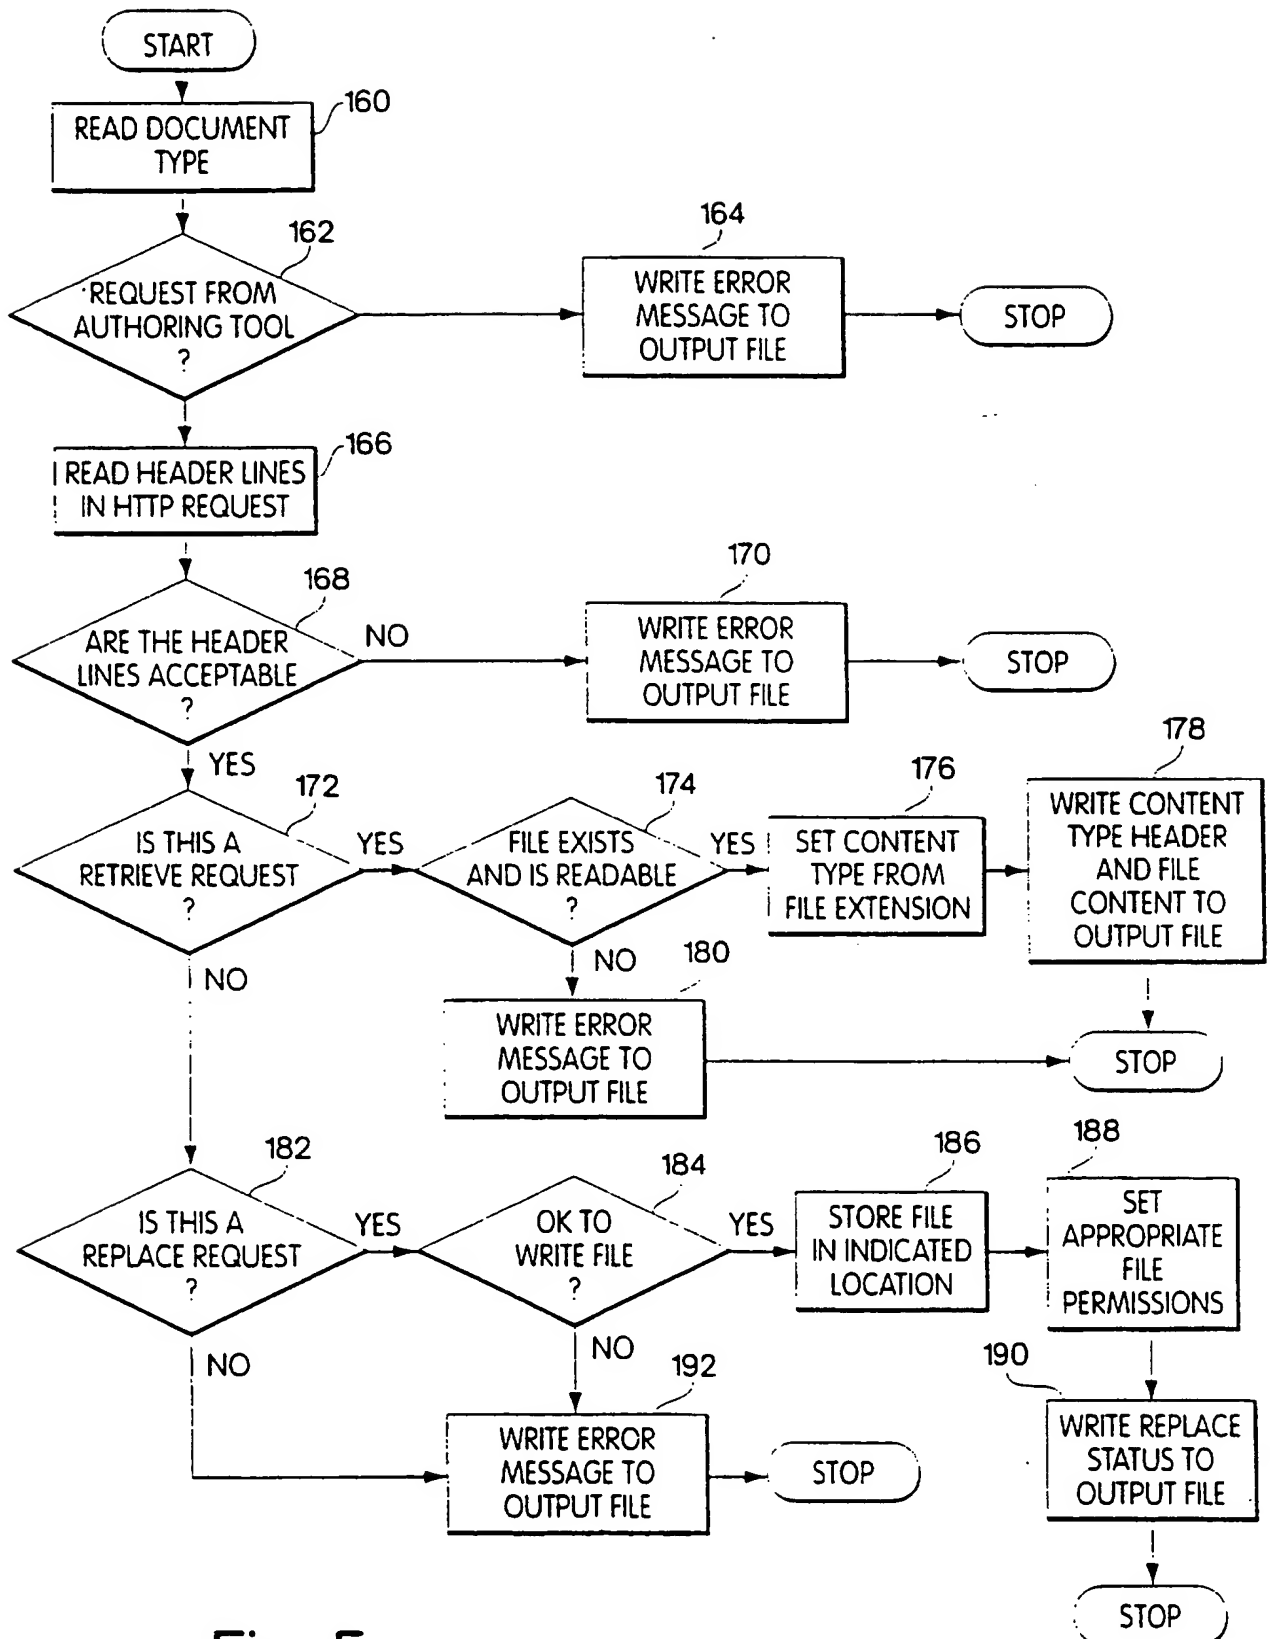 START
160
READ DOCUMENT
TYPE
162
REQUEST FROM
AUTHORING TOOL
?
164
WRITE ERROR
MESSAGE TO
OUTPUT FILE
STOP
166
READ HEADER LINES
IN HTTP REQUEST
168
ARE THE HEADER
LINES ACCEPTABLE
?
NO
170
WRITE ERROR
MESSAGE TO
OUTPUT FILE
STOP
YES
172
IS THIS A
RETRIEVE REQUEST
?
YES
174
FILE EXISTS
AND IS READABLE
?
YES
176
SET CONTENT
TYPE FROM
FILE EXTENSION
178
WRITE CONTENT
TYPE HEADER
AND FILE
CONTENT TO
OUTPUT FILE
NO
NO
180
WRITE ERROR
MESSAGE TO
OUTPUT FILE
STOP
182
IS THIS A
REPLACE REQUEST
?
YES
184
OK TO
WRITE FILE
?
YES
186
STORE FILE
IN INDICATED
LOCATION
188
SET
APPROPRIATE
FILE
PERMISSIONS
NO
NO
192
WRITE ERROR
MESSAGE TO
OUTPUT FILE
STOP
190
WRITE REPLACE
STATUS TO
OUTPUT FILE
STOP